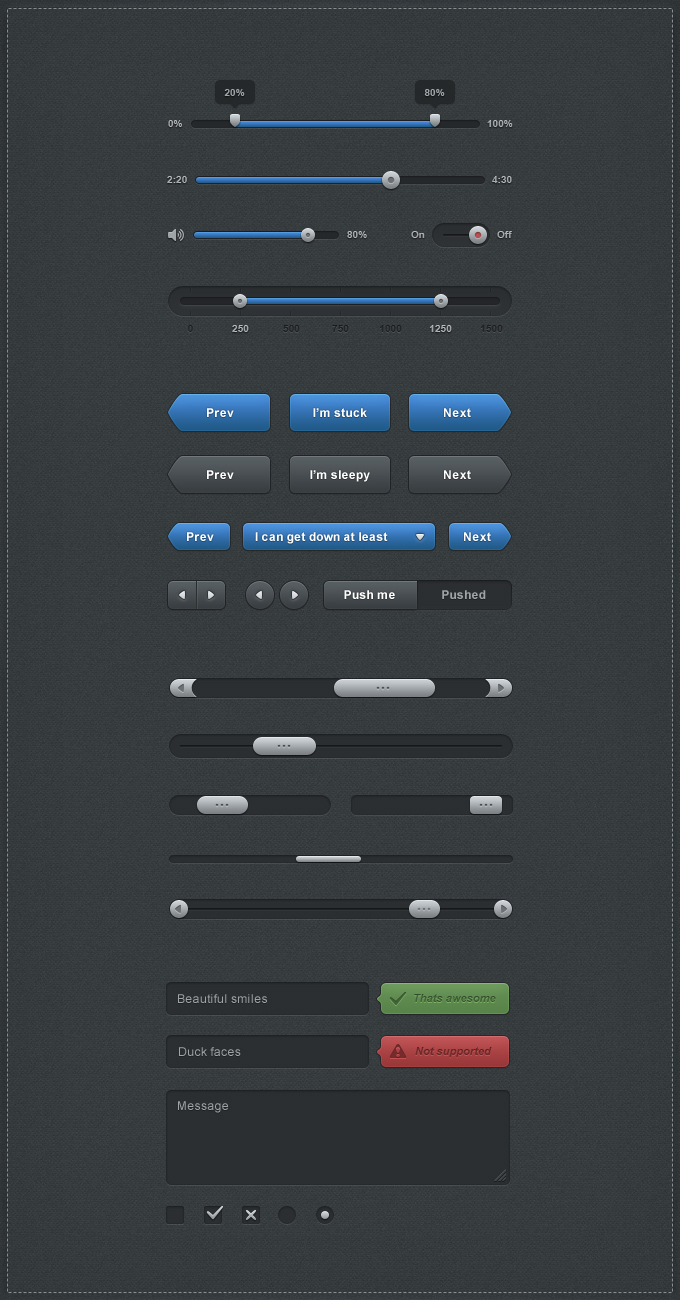 20% 80%
0% 100%
2:20 4:30
80% On Off
0 250 500 750 1000 1250 1500
Prev I'm stuck Next
Prev I'm sleepy Next
Prev I can get down at least Next
Push me Pushed
Beautiful smiles Thats awesome
Duck faces Not supported
Message